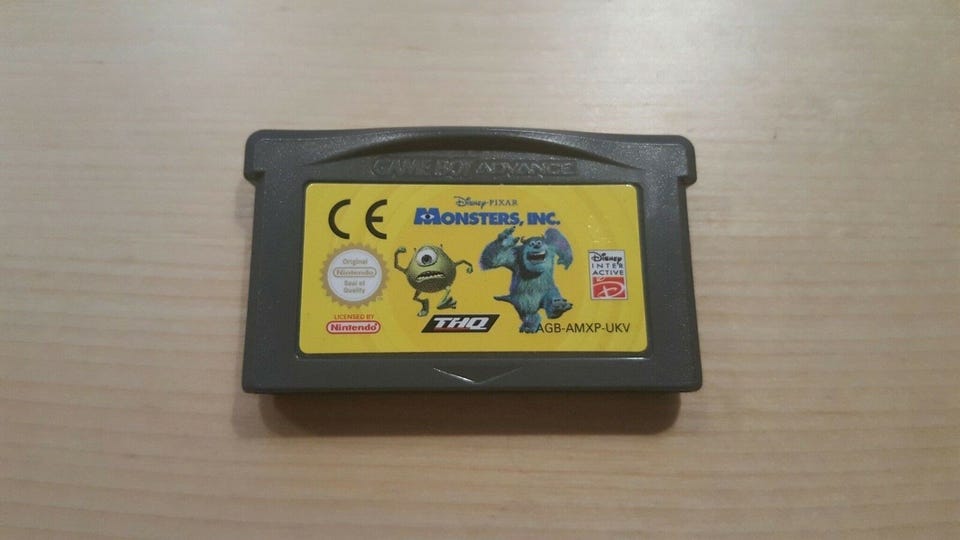 GAME BOY ADVANCE
CE
Disney·PIXAR
MONSTERS, INC.
Original
Nintendo
Seal of
Quality
LICENSED BY
Nintendo
THQ
Disney
INTER
ACTIVE
D
AGB-AMXP-UKV